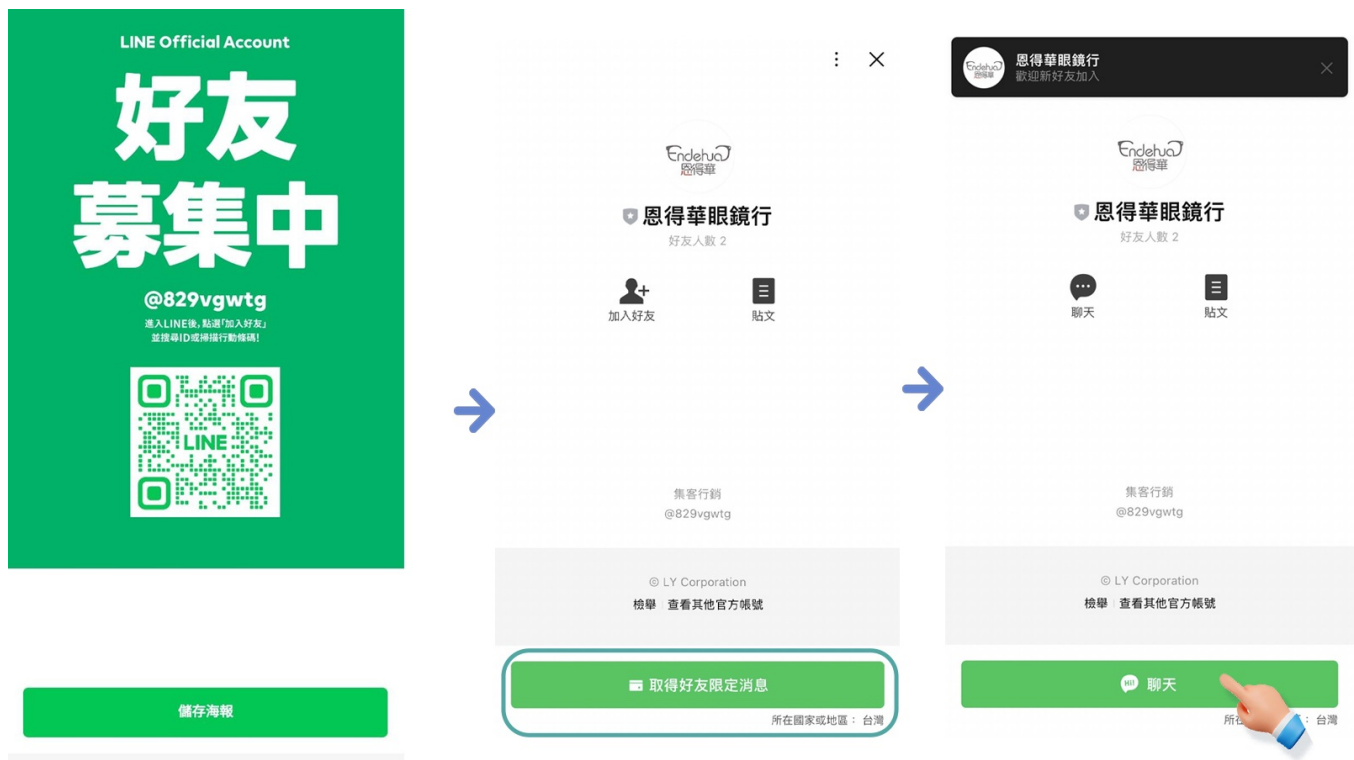 LINE Official Account
好友
募集中
@829vgwtg
進入LINE後，點選「加入好友」
並搜尋ID或掃描行動條碼！
LINE
儲存海報
Endehua
恩得華
恩得華眼鏡行
好友人數 2
加入好友
貼文
集客行銷
@829vgwtg
© LY Corporation
檢舉
查看其他官方帳號
取得好友限定消息
所在國家或地區： 台灣
Endehua
恩得華
恩得華眼鏡行
歡迎新好友加入
Endehua
恩得華
恩得華眼鏡行
好友人數 2
聊天
貼文
集客行銷
@829vgwtg
© LY Corporation
檢舉
查看其他官方帳號
HI!
聊天
所在
： 台灣